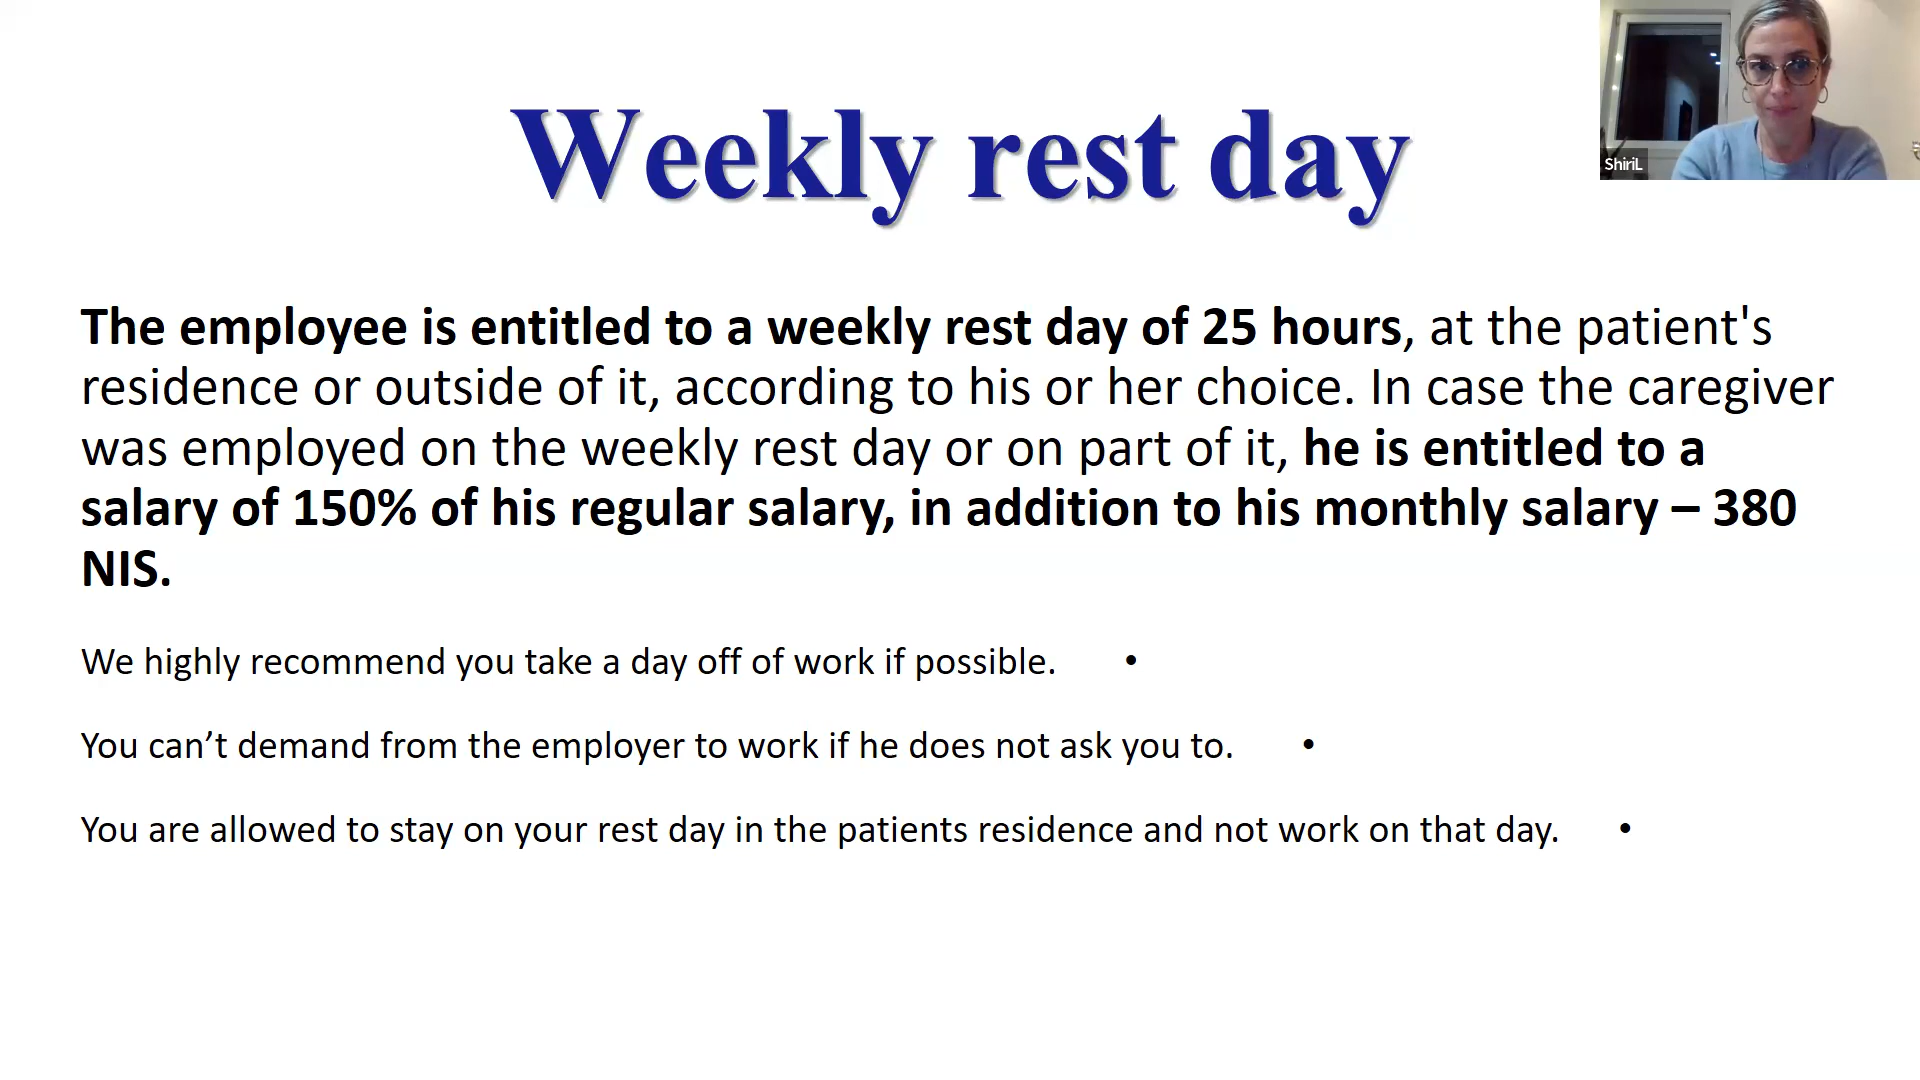 Weekly rest day
ShiriL
The employee is entitled to a weekly rest day of 25 hours, at the patient's
residence or outside of it, according to his or her choice. In case the caregiver
was employed on the weekly rest day or on part of it, he is entitled to a
salary of 150% of his regular salary, in addition to his monthly salary – 380
NIS.
We highly recommend you take a day off of work if possible. •
You can’t demand from the employer to work if he does not ask you to. •
You are allowed to stay on your rest day in the patients residence and not work on that day. •